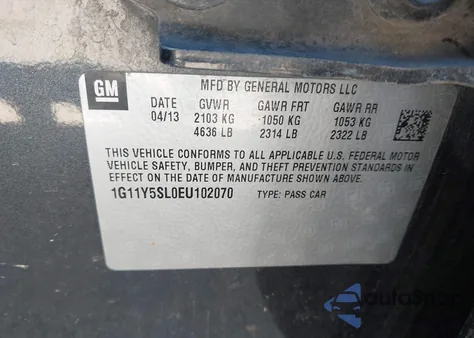 GM
MFD BY GENERAL MOTORS LLC
DATE GVWR GAWR FRT GAWR RR
04/13 2103 KG 1050 KG 1053 KG
4636 LB 2314 LB 2322 LB
THIS VEHICLE CONFORMS TO ALL APPLICABLE U.S. FEDERAL MOTOR
VEHICLE SAFETY, BUMPER, AND THEFT PREVENTION STANDARDS
IN EFFECT ON THE DATE OF MANUFACTURE SHOWN ABOVE.
1G11Y5SL0EU102070 TYPE: PASS CAR